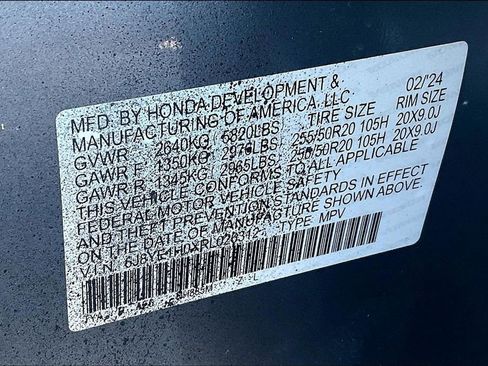 MFD. BY HONDA DEVELOPMENT & 02/24
MANUFACTURING OF AMERICA, LLC. TIRE SIZE RIM SIZE
GVWR 2640KG 5820LBS
GAWR F 1350KG 2976LBS 255/50R20 105H 20X9.0J
GAWR R 1345KG 2965LBS 255/50R20 105H 20X9.0J
THIS VEHICLE CONFORMS TO ALL APPLICABLE
FEDERAL MOTOR VEHICLE SAFETY
AND THEFT PREVENTION STANDARDS IN EFFECT
ON THE DATE OF MANUFACTURE SHOWN ABOVE.
V.I.N. TYPE: MPV